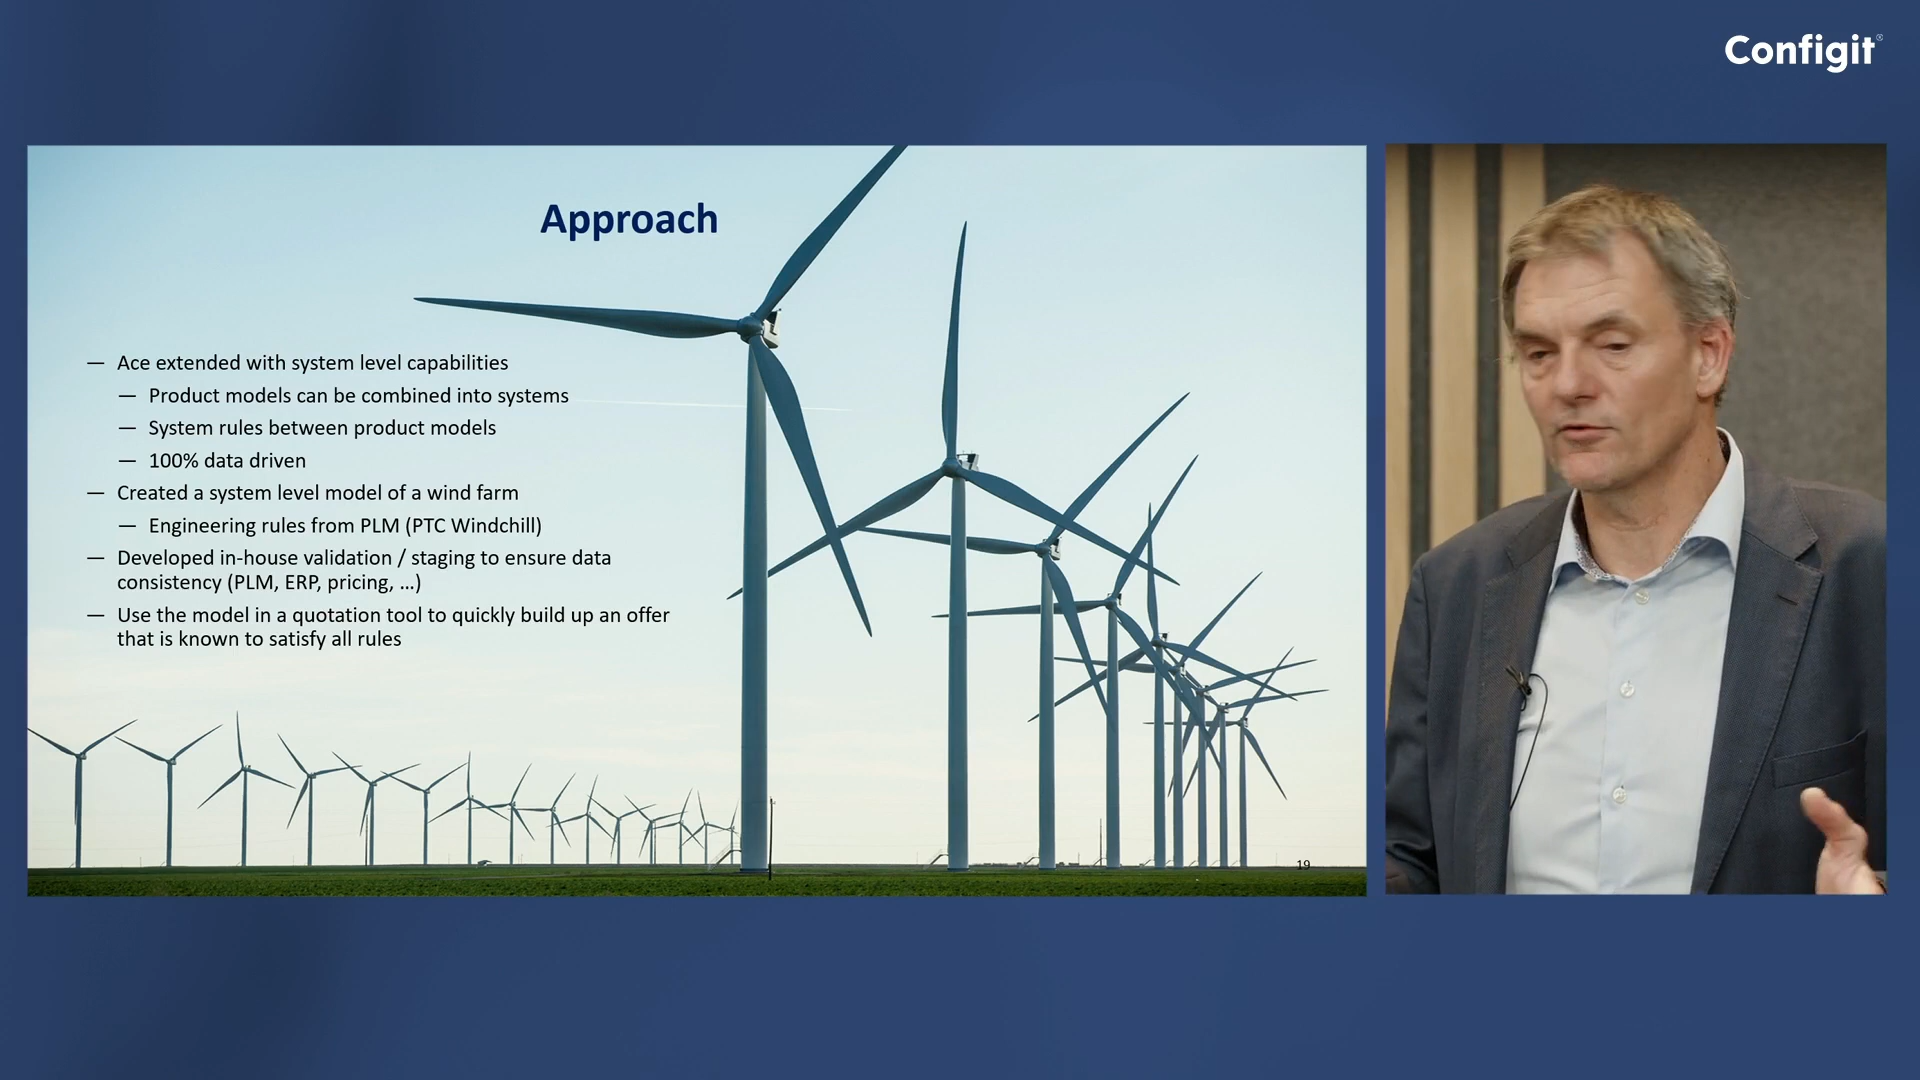 Configit®
Approach
— Ace extended with system level capabilities
— Product models can be combined into systems
— System rules between product models
— 100% data driven
— Created a system level model of a wind farm
— Engineering rules from PLM (PTC Windchill)
— Developed in-house validation / staging to ensure data
consistency (PLM, ERP, pricing, ...)
— Use the model in a quotation tool to quickly build up an offer
that is known to satisfy all rules
19